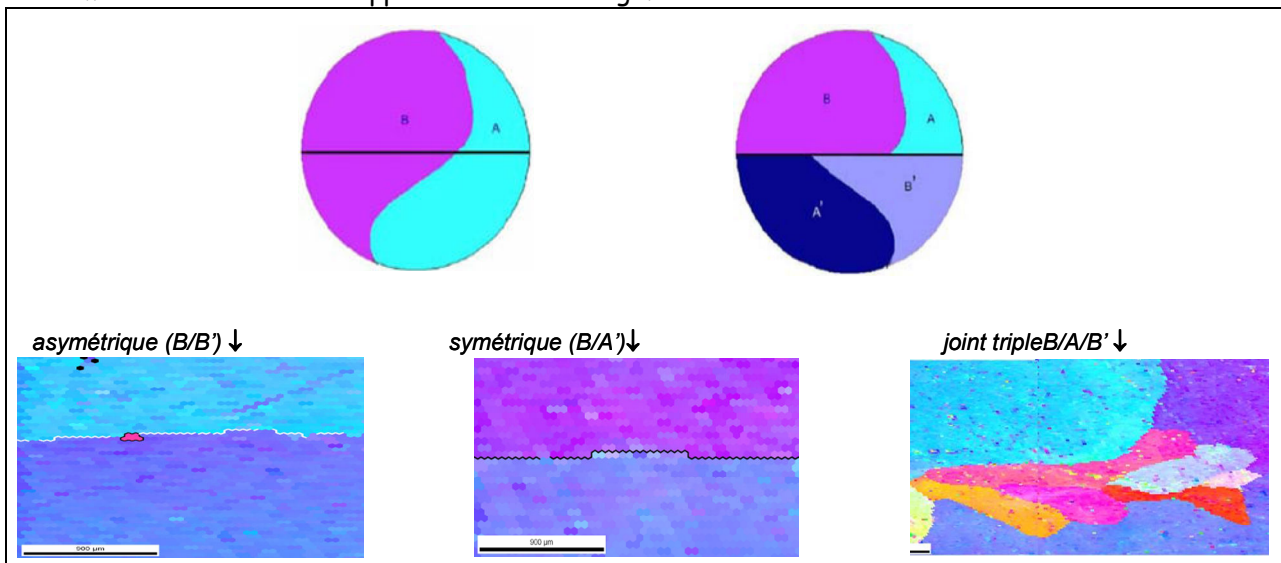 B
A
B
A
B'
A'
asymétrique (B/B') ↓
symétrique (B/A')↓
joint tripleB/A/B' ↓
900 µm
900 µm